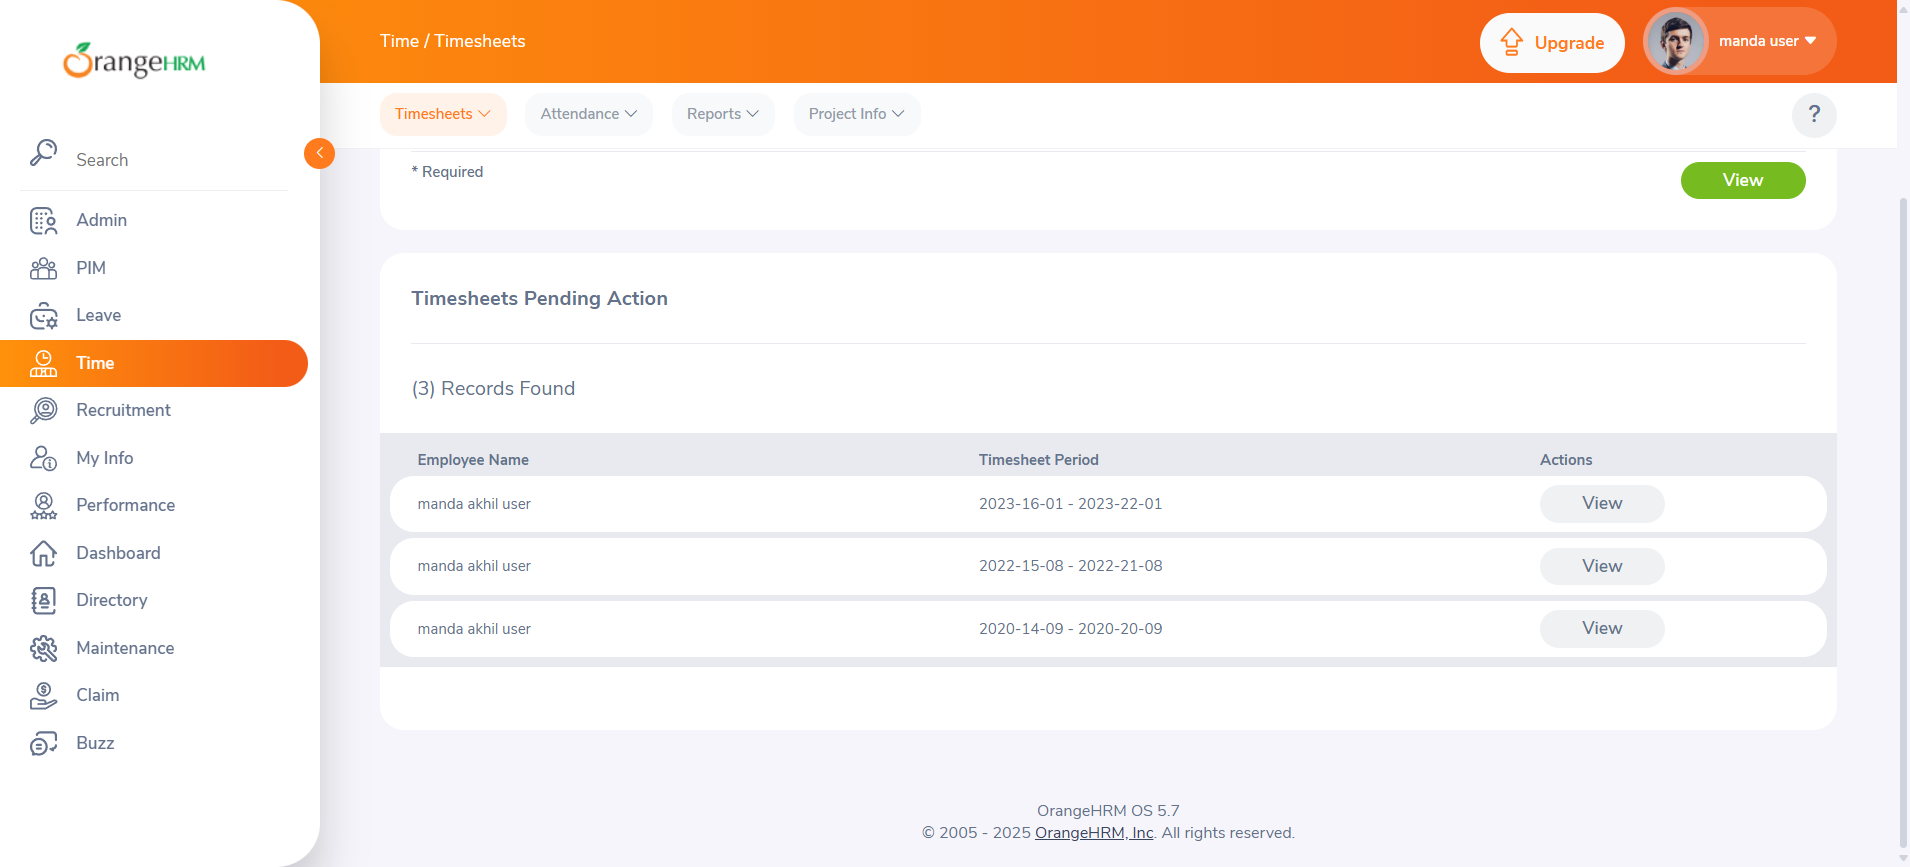 OrangeHRM
Time / Timesheets
Upgrade
manda user
Timesheets
Attendance
Reports
Project Info
?
Search
Admin
PIM
Leave
Time
Recruitment
My Info
Performance
Dashboard
Directory
Maintenance
Claim
Buzz
* Required
View
Timesheets Pending Action
(3) Records Found
Employee Name Timesheet Period Actions
manda akhil user 2023-16-01 - 2023-22-01 View
manda akhil user 2022-15-08 - 2022-21-08 View
manda akhil user 2020-14-09 - 2020-20-09 View
OrangeHRM OS 5.7
© 2005 - 2025 OrangeHRM, Inc. All rights reserved.